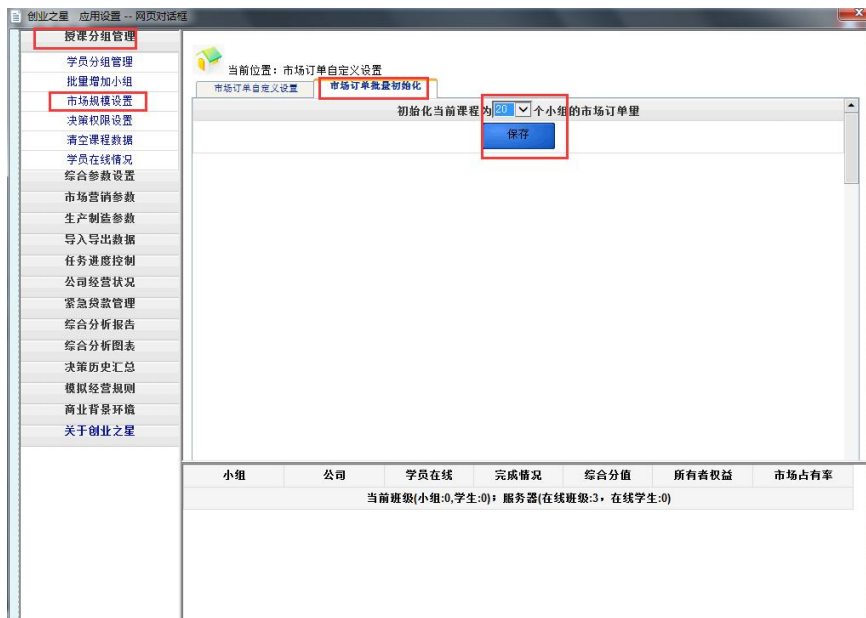 创业之星 应用设置 -- 网页对话框
授课分组管理
学员分组管理
批量增加小组
市场规模设置
决策权限设置
清空课程数据
学员在线情况
综合参数设置
市场营销参数
生产制造参数
导入导出数据
任务进度控制
公司经营状况
紧急贷款管理
综合分析报告
综合分析图表
决策历史汇总
模拟经营规则
商业背景环境
关于创业之星
当前位置：市场订单自定义设置
市场订单自定义设置 市场订单批量初始化
初始化当前课程为 20 个小组的市场订单量
保存
小组 公司 学员在线 完成情况 综合分值 所有者权益 市场占有率
当前班级(小组:0,学生:0)；服务器(在线班级:3，在线学生:0)